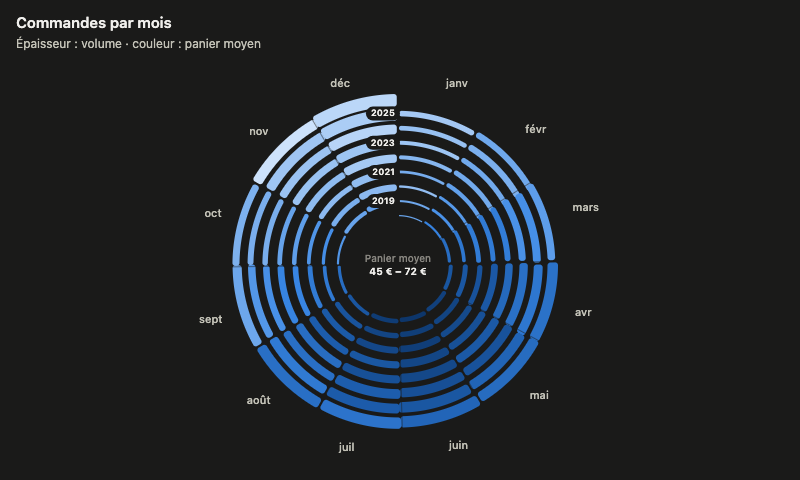 Commandes par mois
Épaisseur : volume · couleur : panier moyen
déc
janv
nov
févr
2025
2023
2021
2019
oct
mars
Panier moyen
45 € – 72 €
sept
avr
août
mai
juil
juin